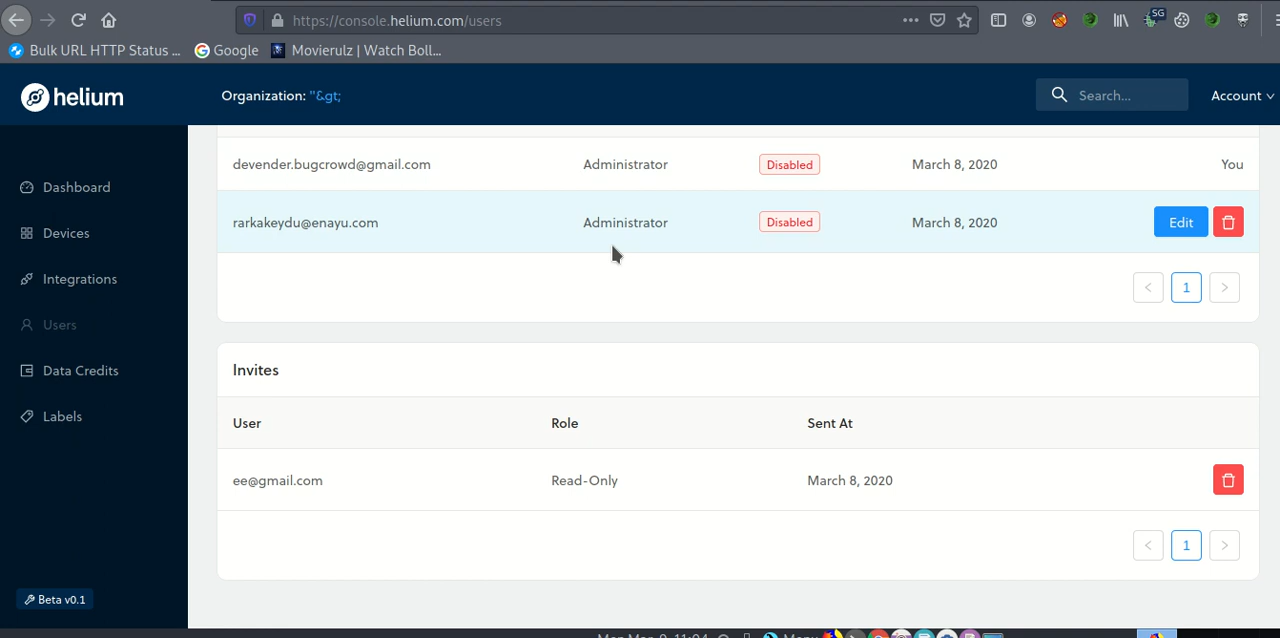 https://console.helium.com/users
SG
Bulk URL HTTP Status ... Google Movierulz | Watch Boll...
helium Organization: "&gt; Search... Account
devender.bugcrowd@gmail.com Administrator Disabled March 8, 2020 You
Dashboard
rarkakeydu@enayu.com Administrator Disabled March 8, 2020 Edit
Devices
Integrations
1
Users
Invites
Data Credits
User Role Sent At
Labels
ee@gmail.com Read-Only March 8, 2020
1
Beta v0.1